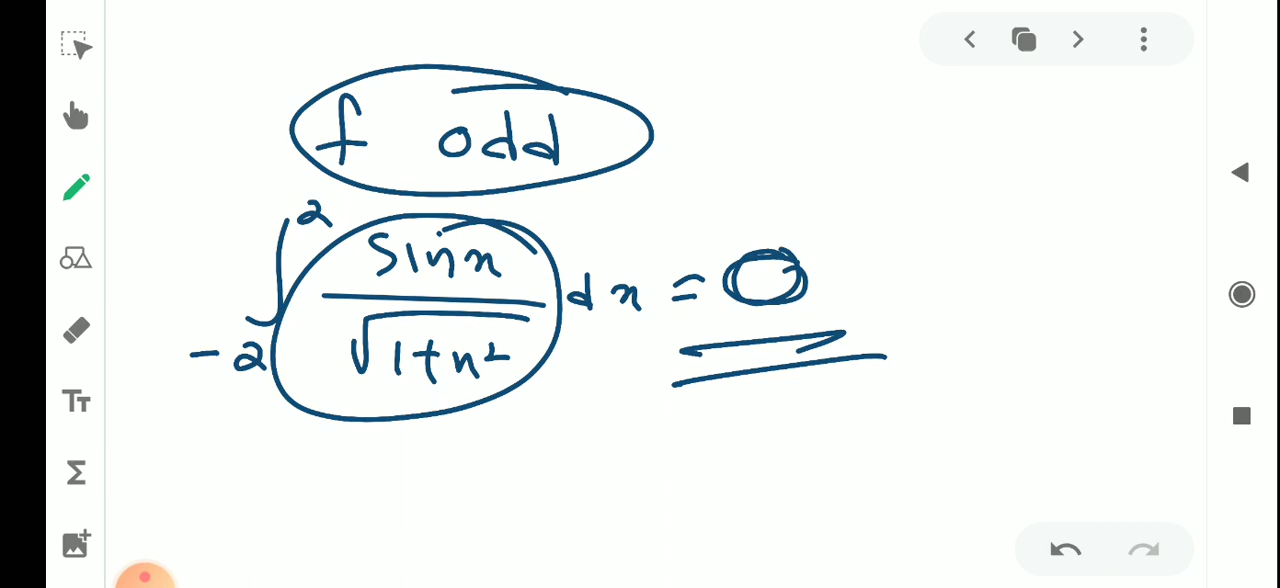 f odd
∫_{-2}^{2} sinx / √(1+x²) dx = 0